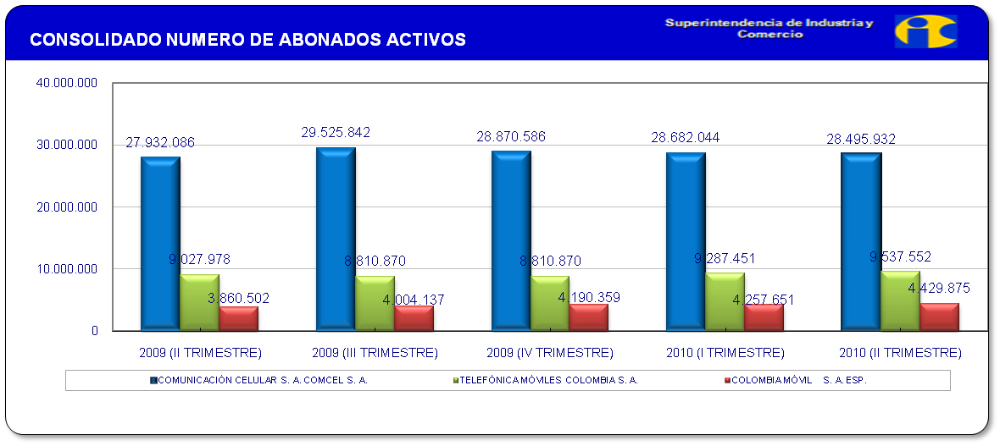 CONSOLIDADO NUMERO DE ABONADOS ACTIVOS
Superintendencia de Industria y
Comercio
40.000.000
30.000.000
20.000.000
10.000.000
0
27.932.086
29.525.842
28.870.586
28.682.044
28.495.932
9.027.978
8.810.870
8.810.870
9.287.451
9.537.552
3.860.502
4.004.137
4.190.359
4.257.651
4.429.875
2009 (II TRIMESTRE)
2009 (III TRIMESTRE)
2009 (IV TRIMESTRE)
2010 (I TRIMESTRE)
2010 (II TRIMESTRE)
COMUNICACIÓN CELULAR S. A. COMCEL S. A.
TELEFÓNICA MÓVILES COLOMBIA S. A.
COLOMBIA MÓVIL S. A. ESP.